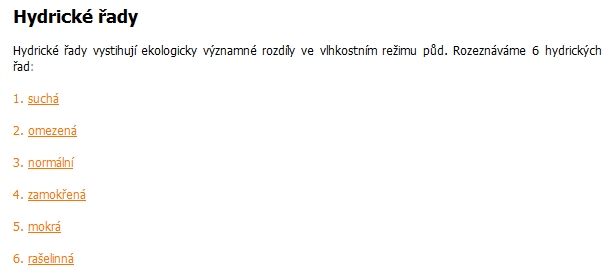 Hydrické řady
Hydrické řady vystihují ekologicky významné rozdíly ve vlhkostním režimu půd. Rozeznáváme 6 hydrických
řad:
1. suchá
2. omezená
3. normální
4. zamokřená
5. mokrá
6. rašelinná